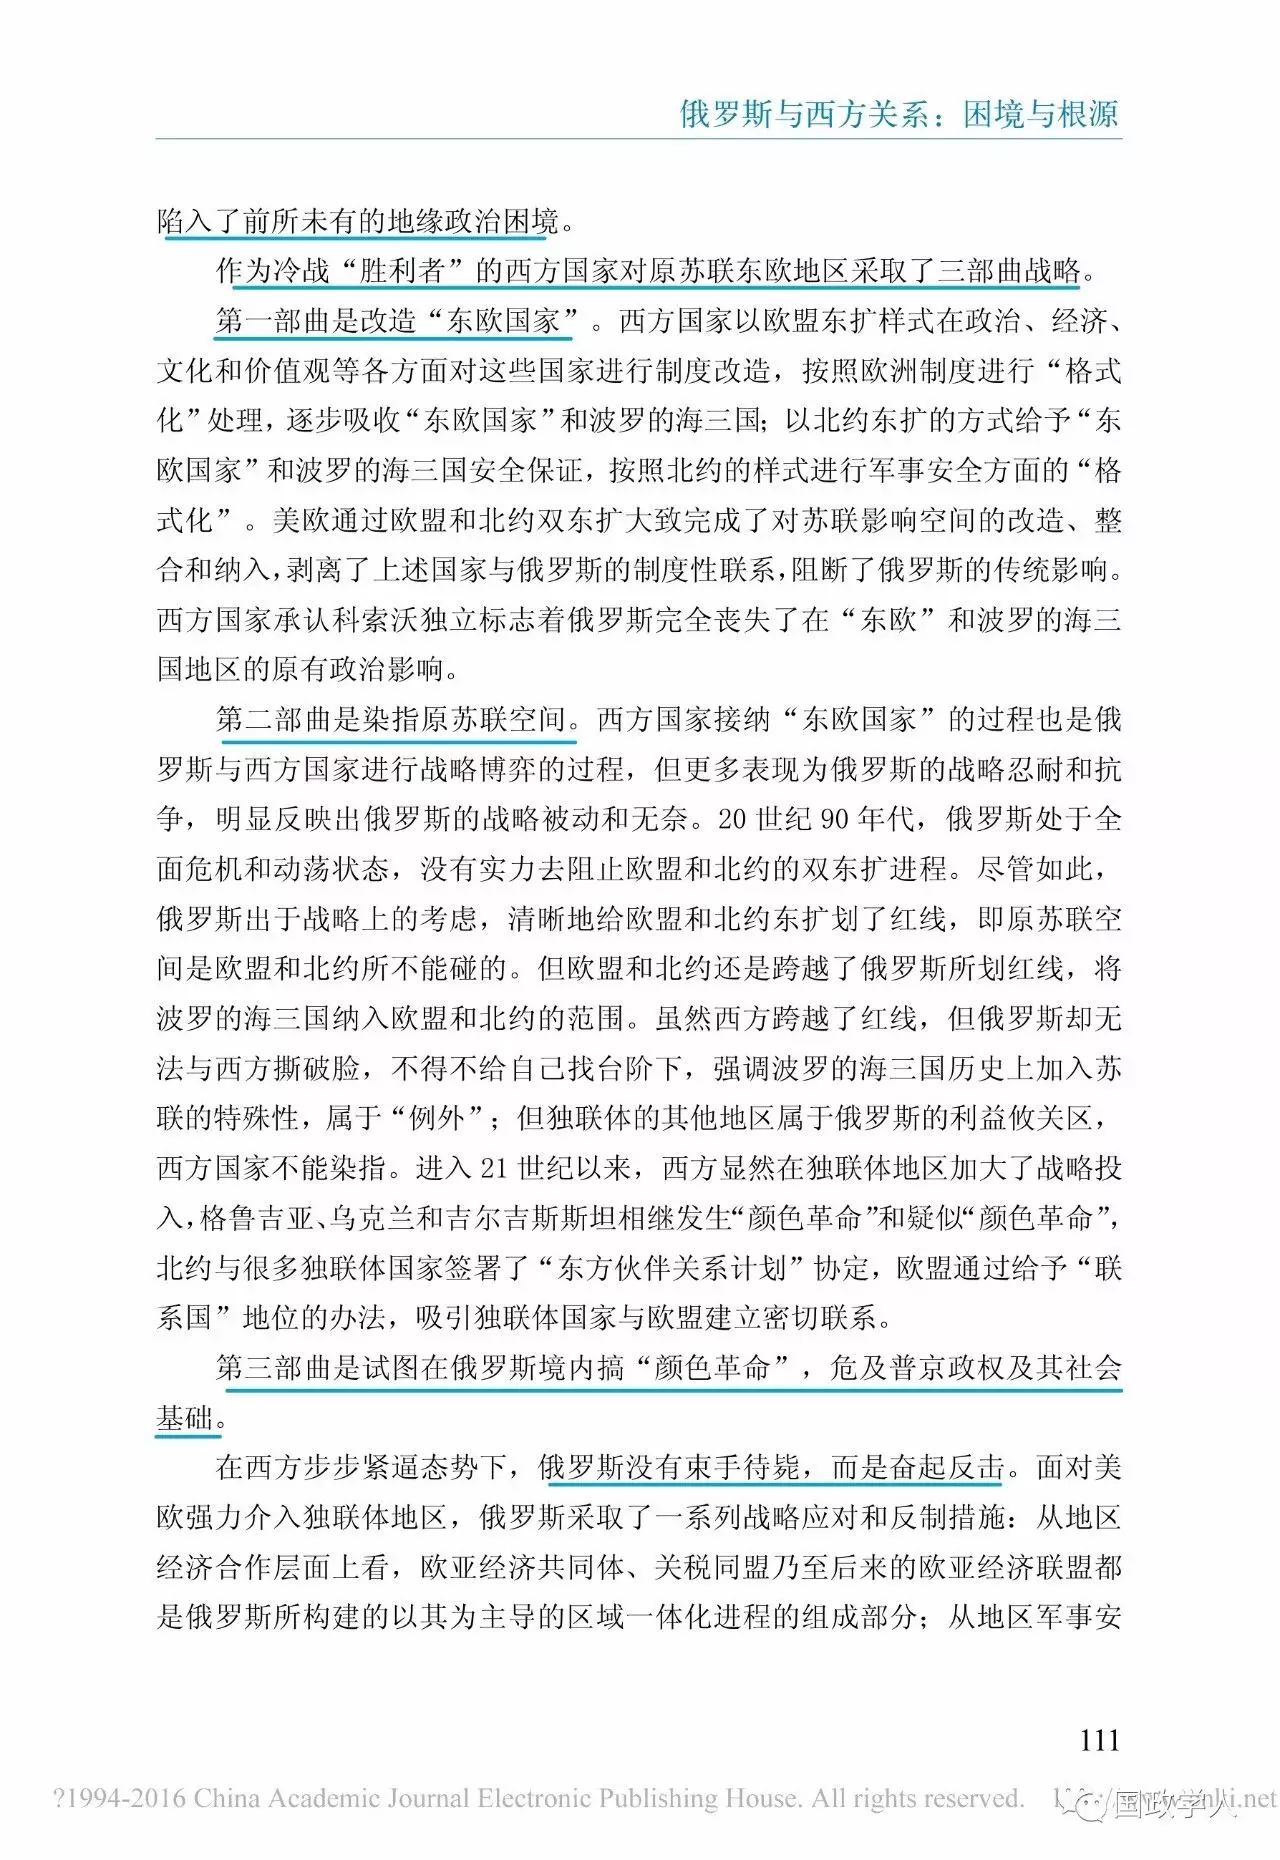 俄罗斯与西方关系：困境与根源
陷入了前所未有的地缘政治困境。
作为冷战“胜利者”的西方国家对原苏联东欧地区采取了三部曲战略。
第一部曲是改造“东欧国家”。西方国家以欧盟东扩样式在政治、经济、
文化和价值观等各方面对这些国家进行制度改造，按照欧洲制度进行“格式
化”处理，逐步吸收“东欧国家”和波罗的海三国；以北约东扩的方式给予“东
欧国家”和波罗的海三国安全保证，按照北约的样式进行军事安全方面的“格
式化”。美欧通过欧盟和北约双东扩大致完成了对苏联影响空间的改造、整
合和纳入，剥离了上述国家与俄罗斯的制度性联系，阻断了俄罗斯的传统影响。
西方国家承认科索沃独立标志着俄罗斯完全丧失了在“东欧”和波罗的海三
国地区的原有政治影响。
第二部曲是染指原苏联空间。西方国家接纳“东欧国家”的过程也是俄
罗斯与西方国家进行战略博弈的过程，但更多表现为俄罗斯的战略忍耐和抗
争，明显反映出俄罗斯的战略被动和无奈。20 世纪 90 年代，俄罗斯处于全
面危机和动荡状态，没有实力去阻止欧盟和北约的双东扩进程。尽管如此，
俄罗斯出于战略上的考虑，清晰地给欧盟和北约东扩划了红线，即原苏联空
间是欧盟和北约所不能碰的。但欧盟和北约还是跨越了俄罗斯所划红线，将
波罗的海三国纳入欧盟和北约的范围。虽然西方跨越了红线，但俄罗斯却无
法与西方撕破脸，不得不给自己找台阶下，强调波罗的海三国历史上加入苏
联的特殊性，属于“例外”；但独联体的其他地区属于俄罗斯的利益攸关区，
西方国家不能染指。进入 21 世纪以来，西方显然在独联体地区加大了战略投
入，格鲁吉亚、乌克兰和吉尔吉斯斯坦相继发生“颜色革命”和疑似“颜色革命”，
北约与很多独联体国家签署了“东方伙伴关系计划”协定，欧盟通过给予“联
系国”地位的办法，吸引独联体国家与欧盟建立密切联系。
第三部曲是试图在俄罗斯境内搞“颜色革命”，危及普京政权及其社会
基础。
在西方步步紧逼态势下，俄罗斯没有束手待毙，而是奋起反击。面对美
欧强力介入独联体地区，俄罗斯采取了一系列战略应对和反制措施：从地区
经济合作层面上看，欧亚经济共同体、关税同盟乃至后来的欧亚经济联盟都
是俄罗斯所构建的以其为主导的区域一体化进程的组成部分；从地区军事安
111
?1994-2016 China Academic Journal Electronic Publishing House. All rights reserved.
国政学人